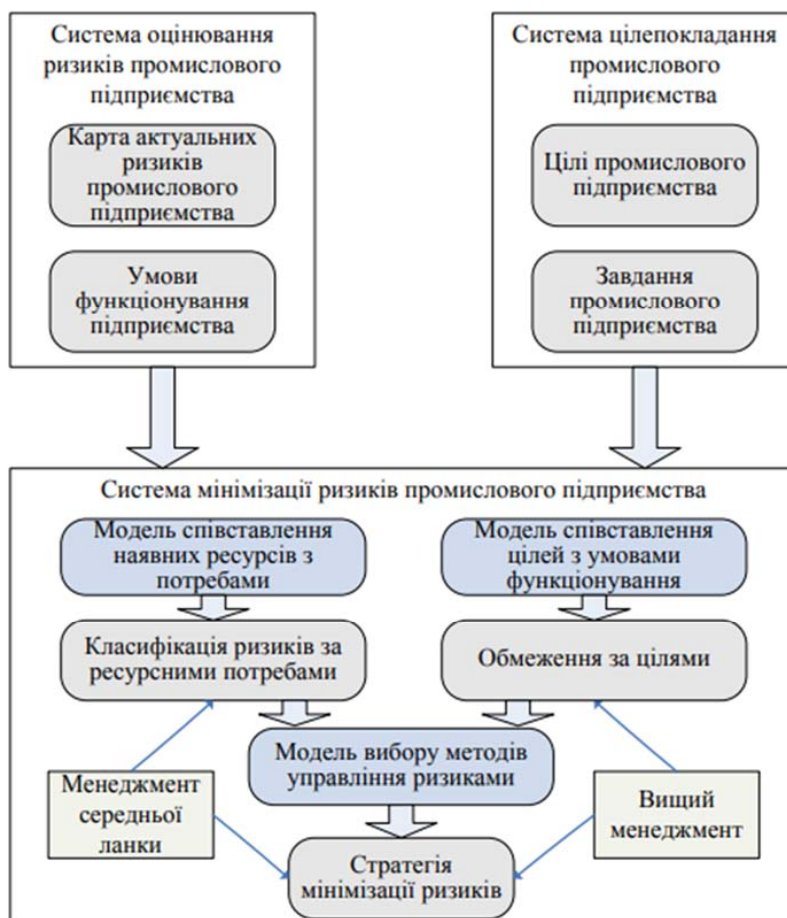 Система оцінювання
ризиків промислового
підприємства
Карта актуальних
ризиків
промислового
підприємства
Умови
функціонування
підприємства
Система цілепокладання
промислового
підприємства
Цілі промислового
підприємства
Завдання
промислового
підприємства
Система мінімізації ризиків промислового підприємства
Модель співставлення
наявних ресурсів з
потребами
Модель співставлення
цілей з умовами
функціонування
Класифікація ризиків за
ресурсними потребами
Обмеження за цілями
Модель вибору методів
управління ризиками
Менеджмент
середньої
ланки
Вищий
менеджмент
Стратегія
мінімізації ризиків